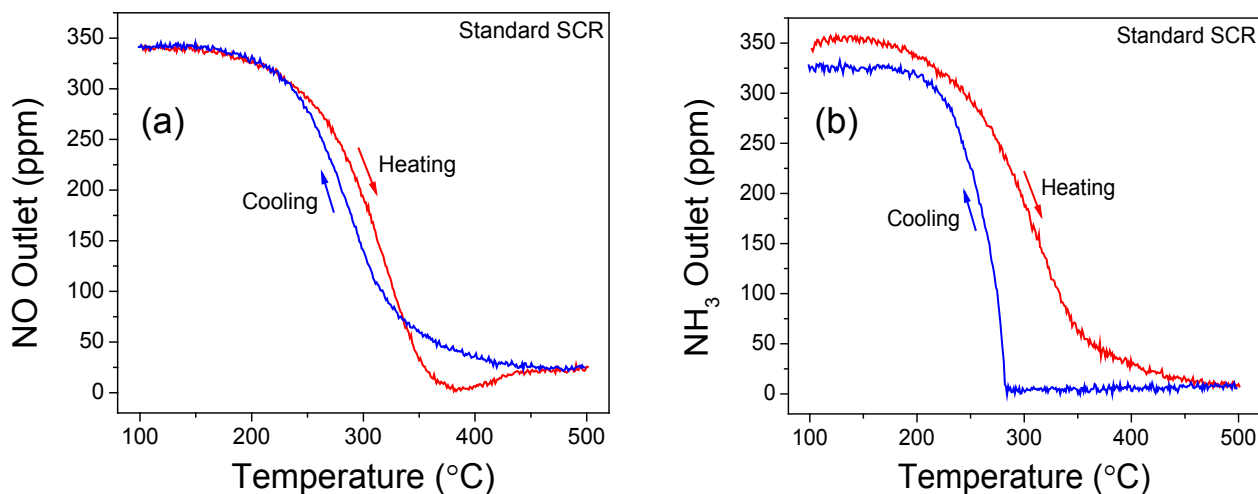 Standard SCR
(a)
Heating
Cooling
NO Outlet (ppm)
350
300
250
200
150
100
50
0
100 200 300 400 500
Temperature (°C)
Standard SCR
(b)
Heating
Cooling
NH₃ Outlet (ppm)
350
300
250
200
150
100
50
0
100 200 300 400 500
Temperature (°C)